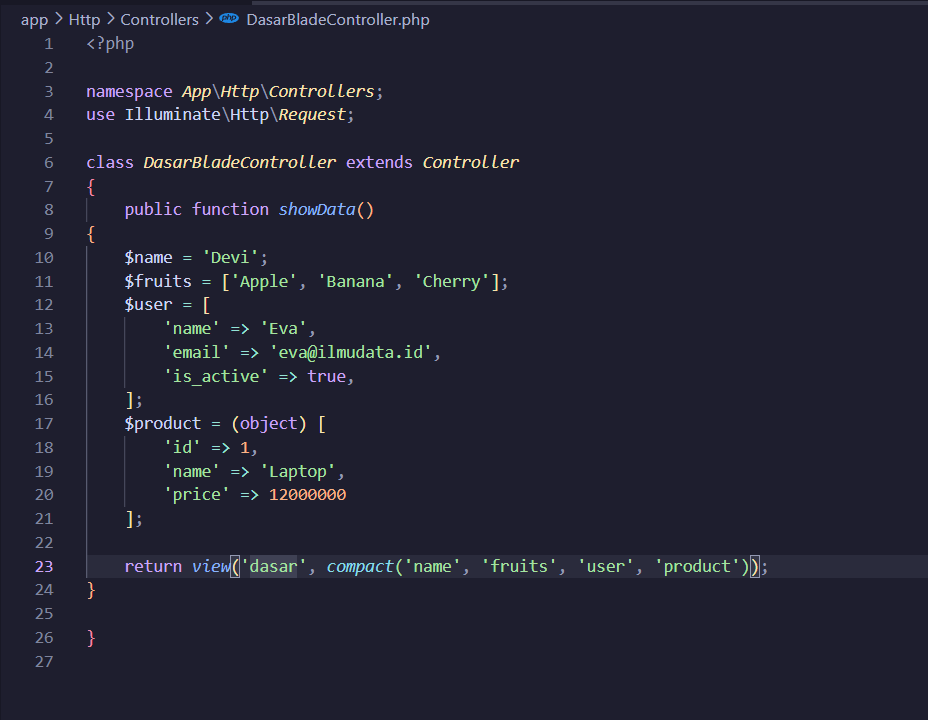 app > Http > Controllers > php DasarBladeController.php
1 <?php
2
3 namespace App\Http\Controllers;
4 use Illuminate\Http\Request;
5
6 class DasarBladeController extends Controller
7 {
8     public function showData()
9 {
10     $name = 'Devi';
11     $fruits = ['Apple', 'Banana', 'Cherry'];
12     $user = [
13         'name' => 'Eva',
14         'email' => 'eva@ilmudata.id',
15         'is_active' => true,
16     ];
17     $product = (object) [
18         'id' => 1,
19         'name' => 'Laptop',
20         'price' => 12000000
21     ];
22
23     return view('dasar', compact('name', 'fruits', 'user', 'product'));
24 }
25
26 }
27